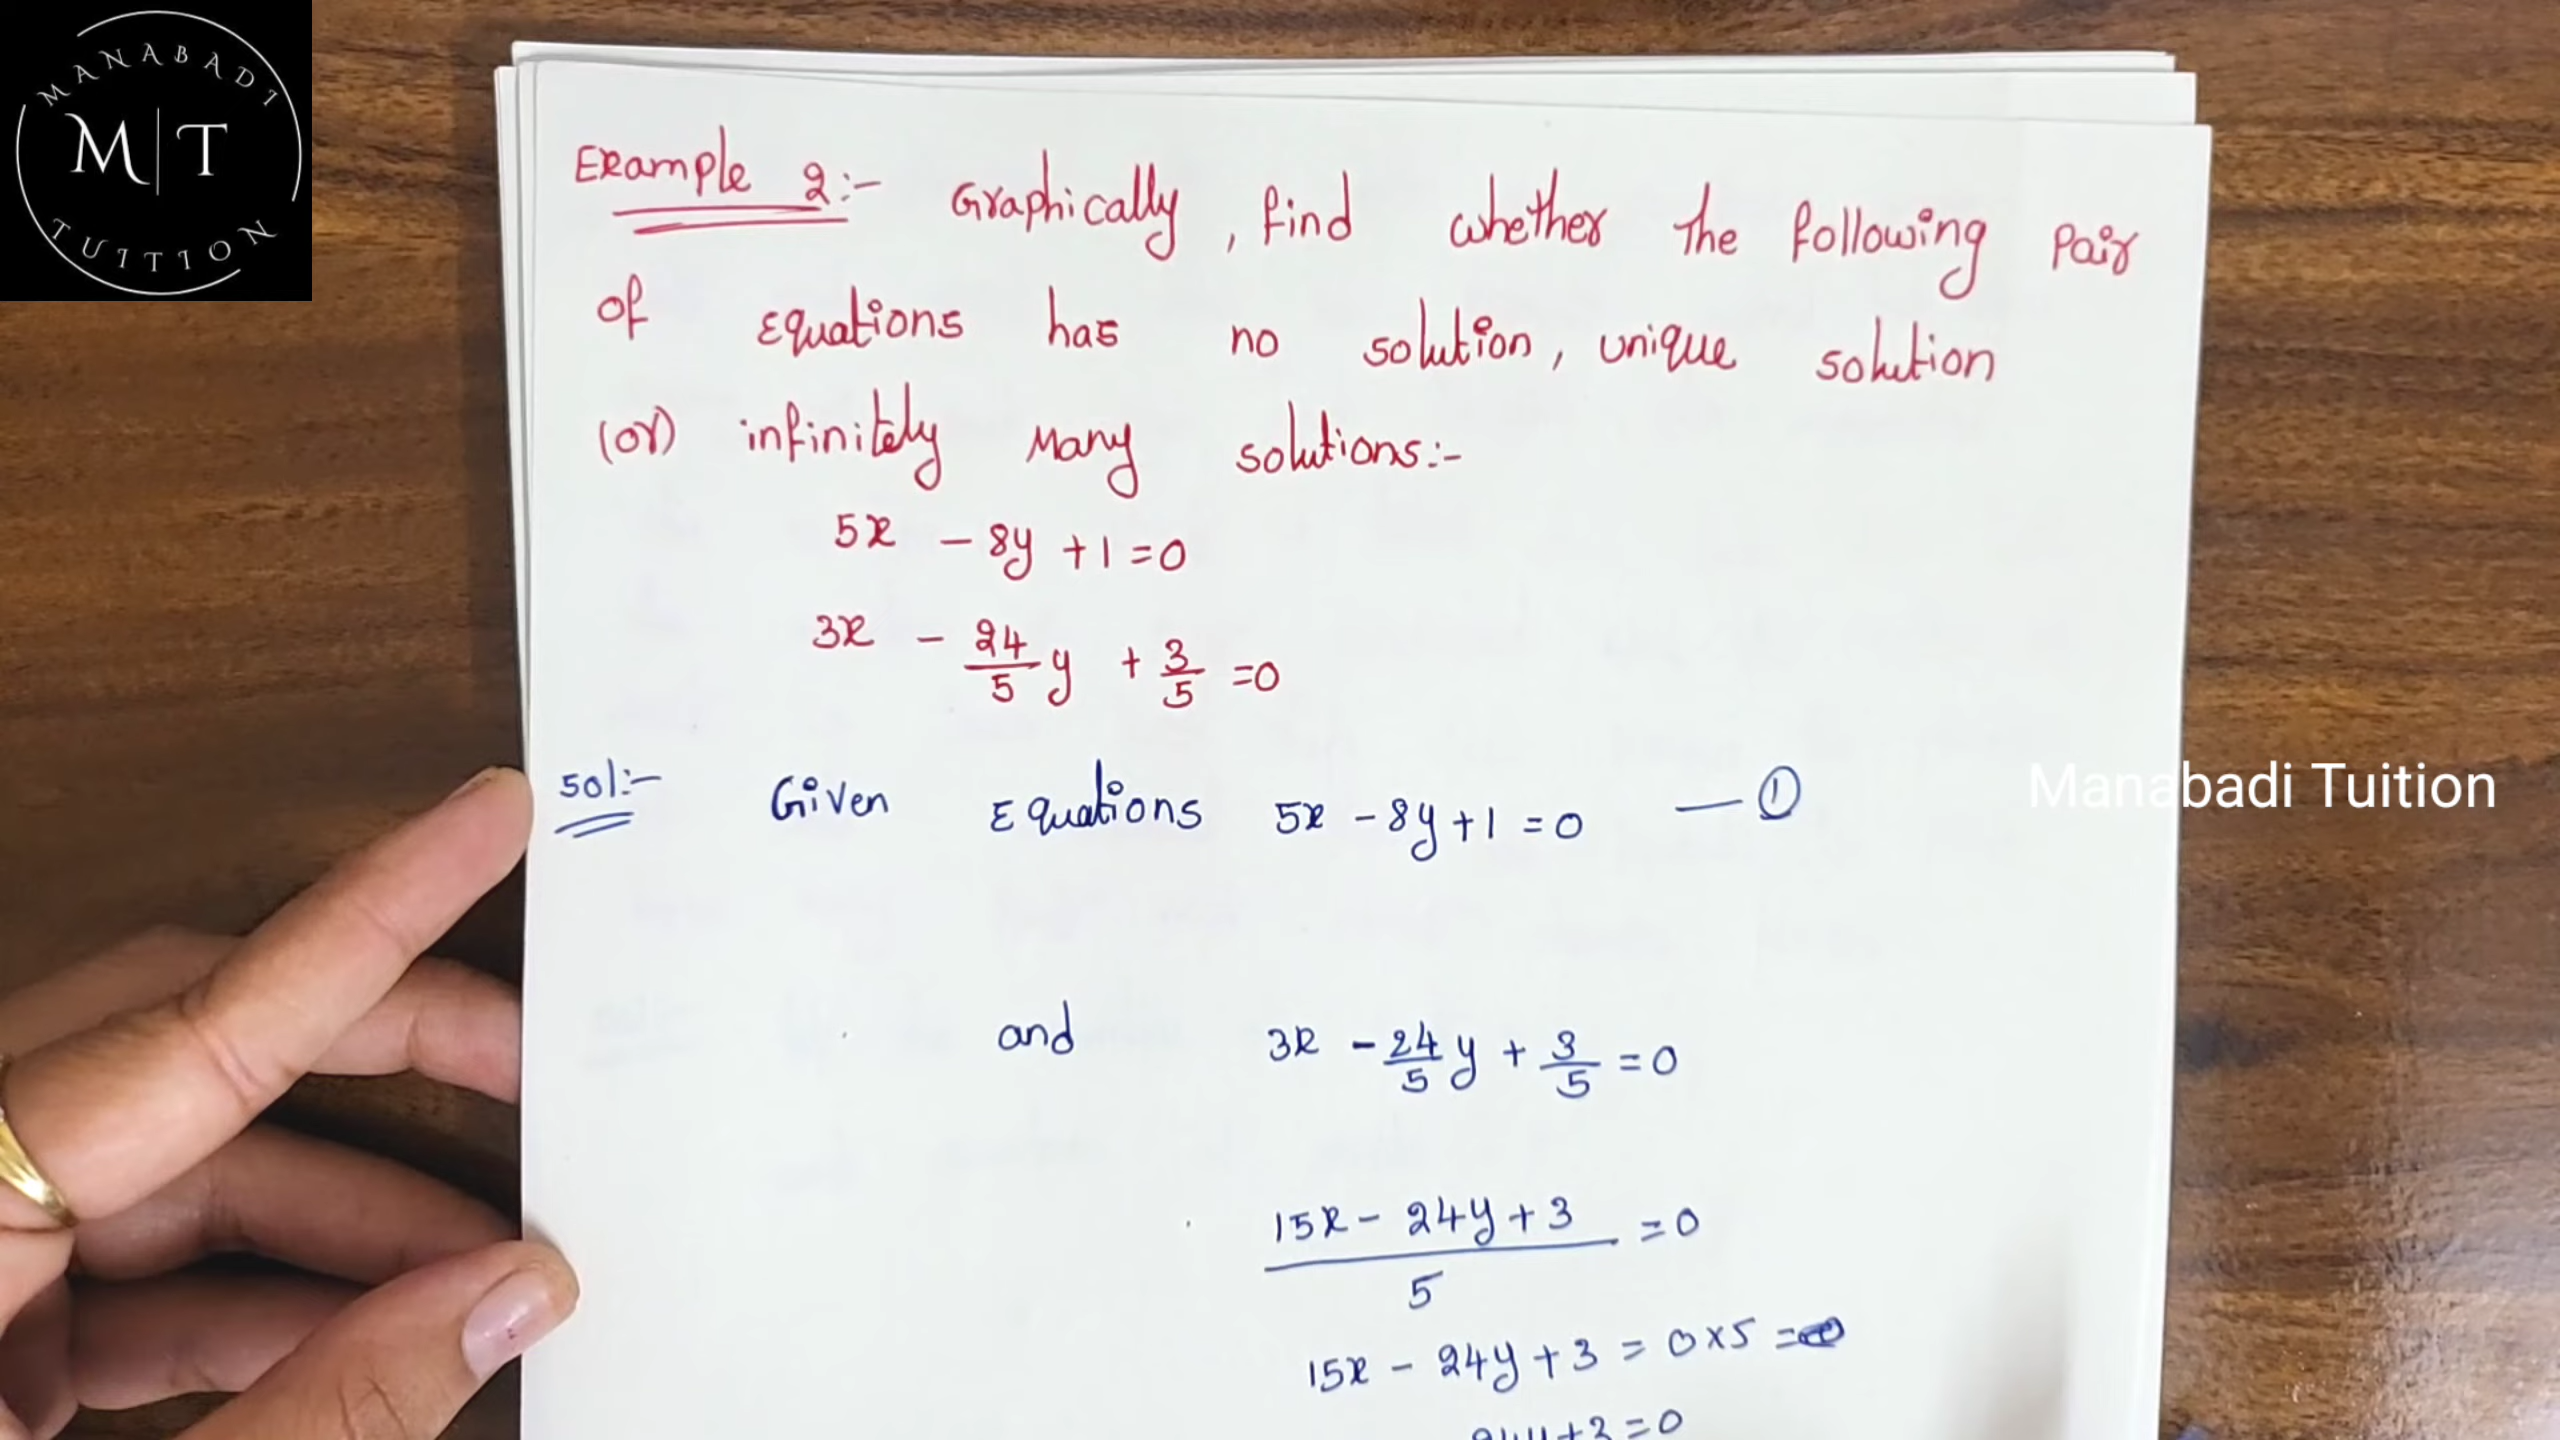 MANABADI
M|T
TUITION
Example 2:- Graphically, find whether the following pair
of Equations has no solution, unique solution
(or) infinitely many solutions:-
5x - 8y + 1 = 0
3x - 24/5 y + 3/5 = 0
Sol:- Given Equations 5x - 8y + 1 = 0 — ①
Manabadi Tuition
and 3x - 24/5 y + 3/5 = 0
15x - 24y + 3 / 5 = 0
15x - 24y + 3 = 0 x 5 =
24y + 3 = 0